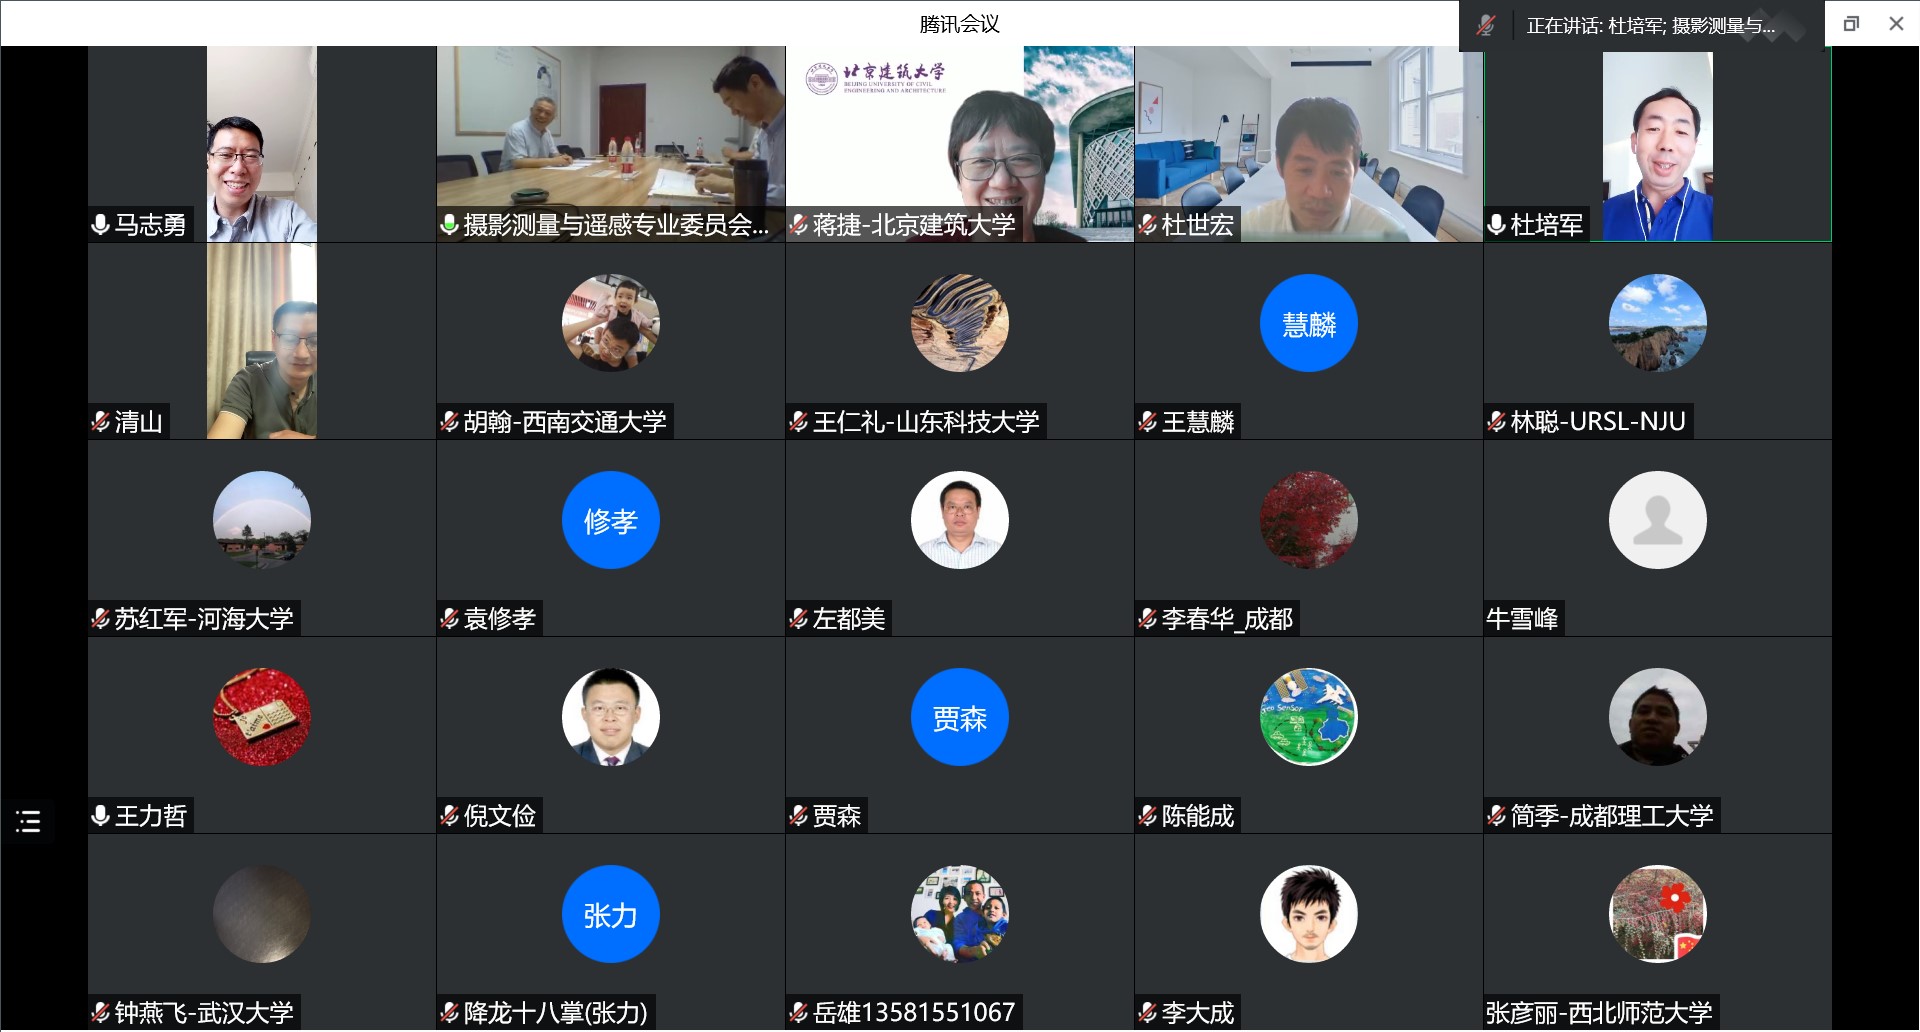 腾讯会议
正在讲话: 杜培军; 摄影测量与...
北京建筑大学
BEIJING UNIVERSITY OF CIVIL
ENGINEERING AND ARCHITECTURE
马志勇
摄影测量与遥感专业委员会...
蒋捷-北京建筑大学
杜世宏
杜培军
慧麟
清山
胡翰-西南交通大学
王仁礼-山东科技大学
王慧麟
林聪-URSL-NJU
修孝
苏红军-河海大学
袁修孝
左都美
李春华_成都
牛雪峰
贾森
Geo Sensor
王力哲
倪文俭
贾森
陈能成
简季-成都理工大学
张力
钟燕飞-武汉大学
降龙十八掌(张力)
岳雄13581551067
李大成
张彦丽-西北师范大学